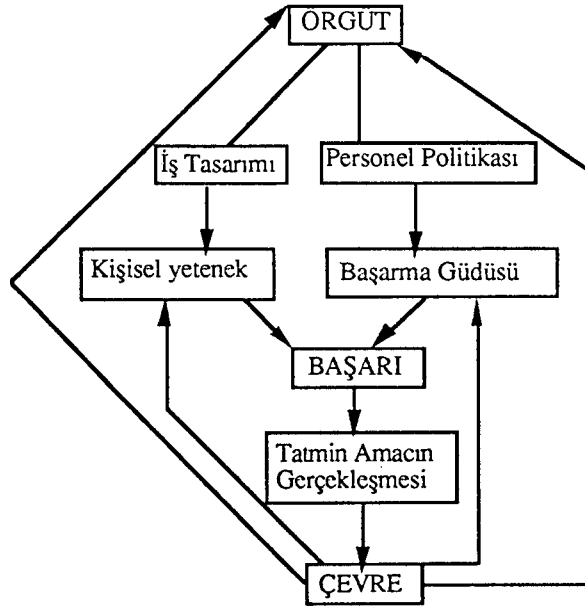 ÖRGÜT
İş Tasarımı
Personel Politikası
Kişisel yetenek
Başarma Güdüsü
BAŞARI
Tatmin Amacın
Gerçekleşmesi
ÇEVRE